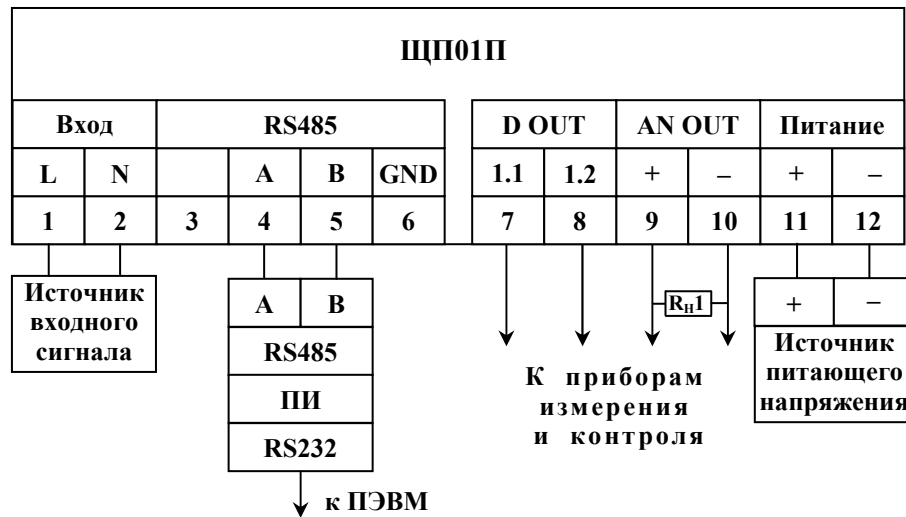 ЩП01П
Вход RS485 D OUT AN OUT Питание
L N A B GND 1.1 1.2 + – + –
1 2 3 4 5 6 7 8 9 10 11 12
Источник
входного
сигнала
A B
RS485
ПИ
RS232
к ПЭВМ
RН1
К приборам
измерения
и контроля
+ –
Источник
питающего
напряжения